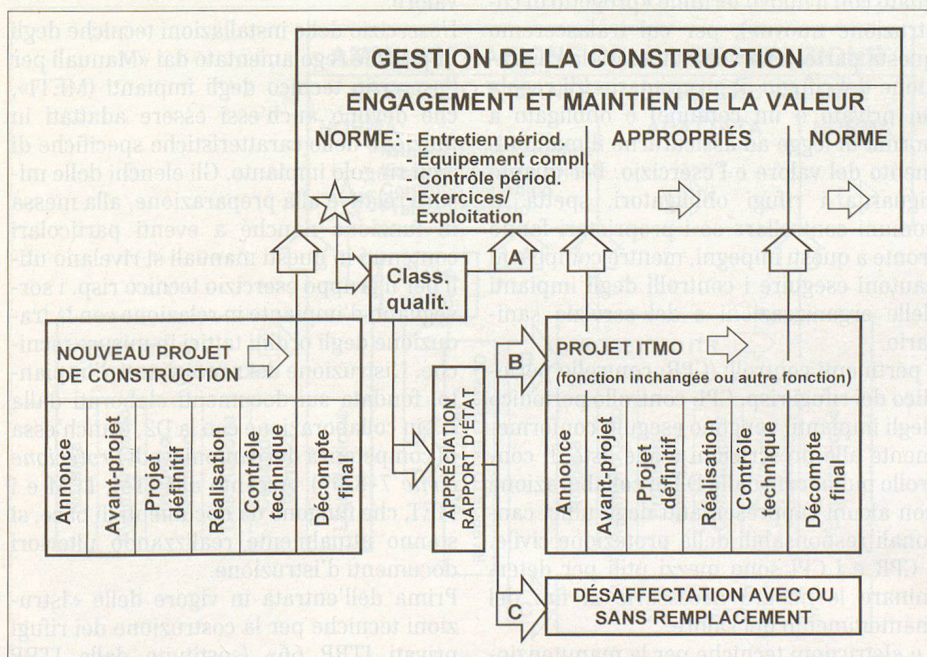 GESTION DE LA CONSTRUCTION
ENGAGEMENT ET MAINTIEN DE LA VALEUR
NORME:
- Entretien périod.
- Équipement compl.
- Contrôle périod.
- Exercices/
Exploitation
APPROPRIÉS
NORME
A
Class.
qualit.
NOUVEAU PROJET
DE CONSTRUCTION
Annonce
Avant-projet
Projet
définitif
Réalisation
Contrôle
technique
Décompte
final
APPRÉCIATION
RAPPORT D'ÉTAT
B
PROJET ITMO
(fonction inchangée ou autre fonction)
Annonce
Avant-projet
Projet
définitif
Réalisation
Contrôle
technique
Décompte
final
C
DÉSAFFECTATION AVEC OU
SANS REMPLACEMENT